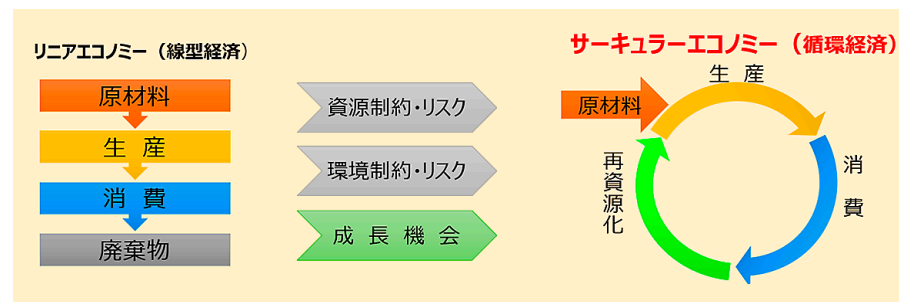 リニアエコノミー（線型経済）
原材料
生 産
消 費
廃棄物
資源制約・リスク
環境制約・リスク
成 長 機 会
サーキュラーエコノミー（循環経済）
生 産
原材料
消費
再資源化